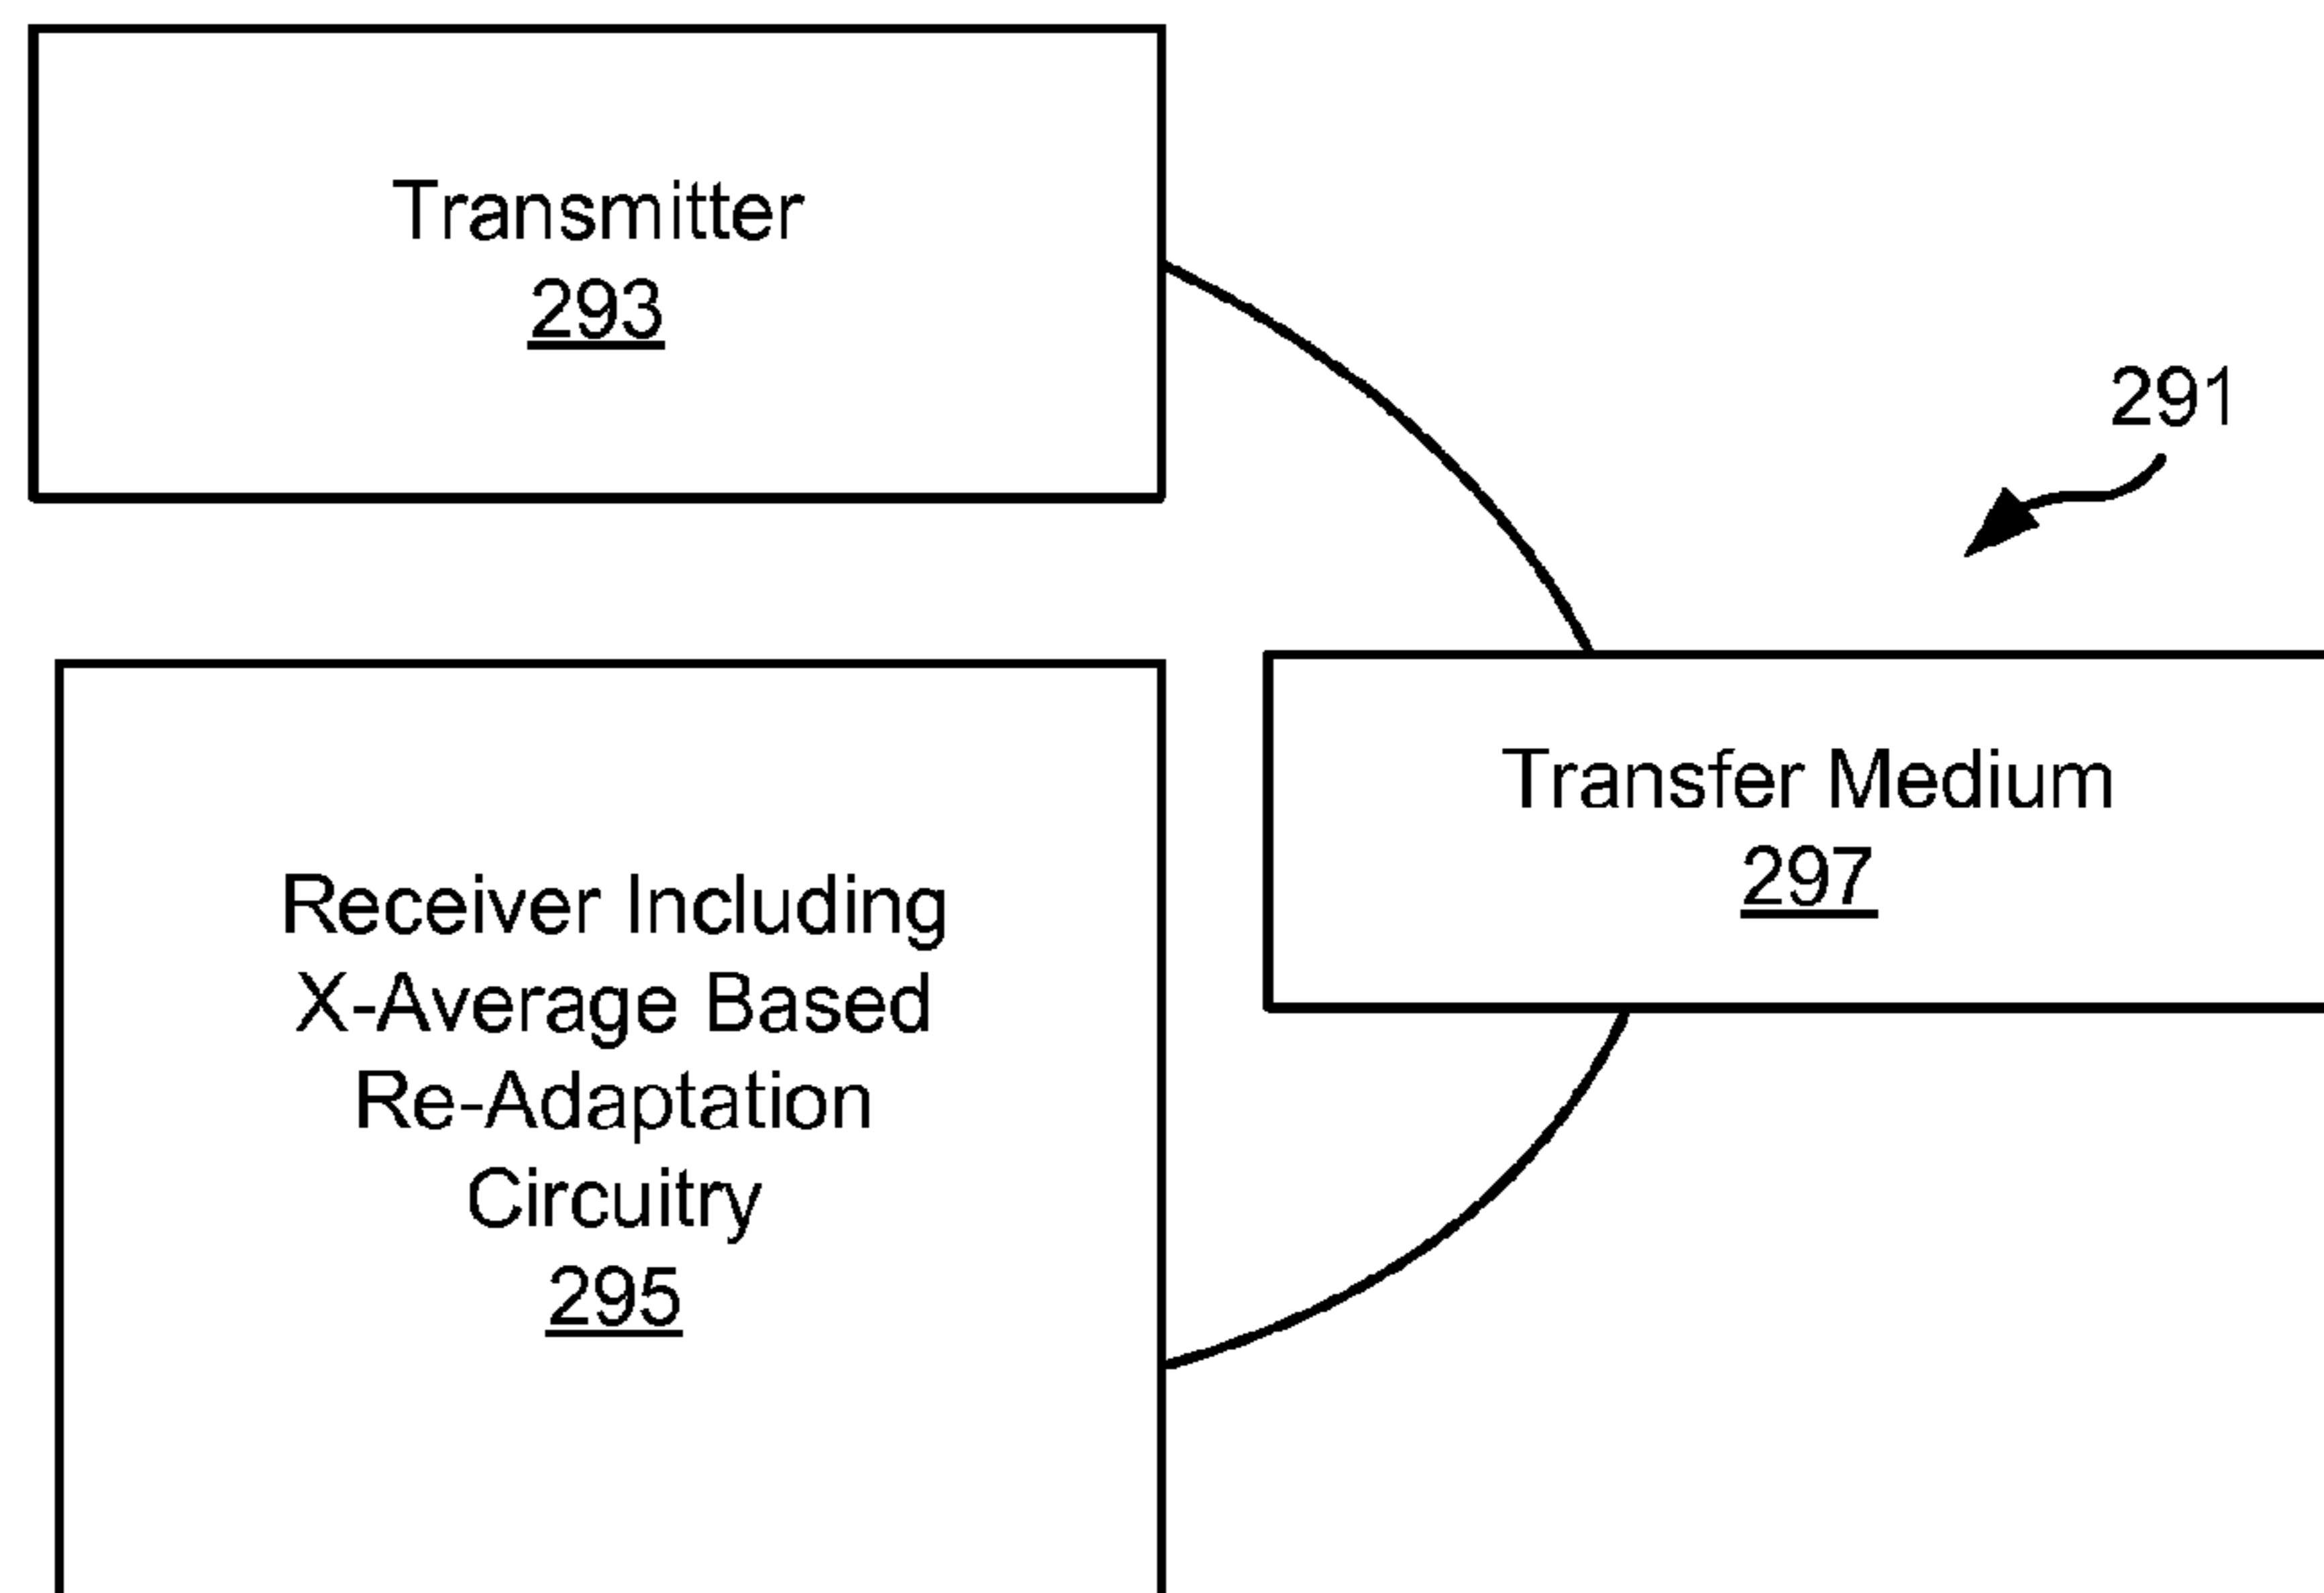 Transmitter
293
291
Transfer Medium
297
Receiver Including
X-Average Based
Re-Adaptation
Circuitry
295